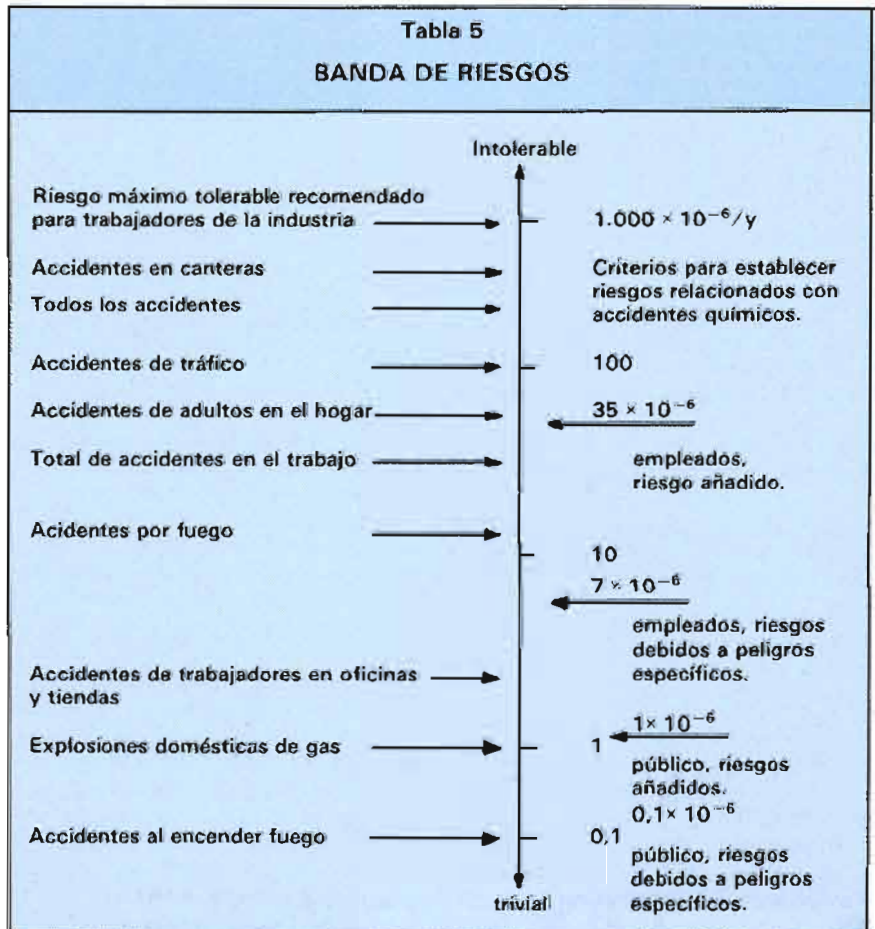 Tabla 5
BANDA DE RIESGOS
Intolerable
Riesgo máximo tolerable recomendado
para trabajadores de la industria
1.000 × 10⁻⁶/y
Accidentes en canteras
Criterios para establecer
riesgos relacionados con
accidentes químicos.
Todos los accidentes
Accidentes de tráfico
100
Accidentes de adultos en el hogar
35 × 10⁻⁶
empleados,
riesgo añadido.
Total de accidentes en el trabajo
Acidentes por fuego
10
7 × 10⁻⁶
empleados, riesgos
debidos a peligros
específicos.
Accidentes de trabajadores en oficinas
y tiendas
1× 10⁻⁶
Explosiones domésticas de gas
1
público, riesgos
añadidos.
0,1× 10⁻⁶
Accidentes al encender fuego
0,1
público, riesgos
debidos a peligros
específicos.
trivial